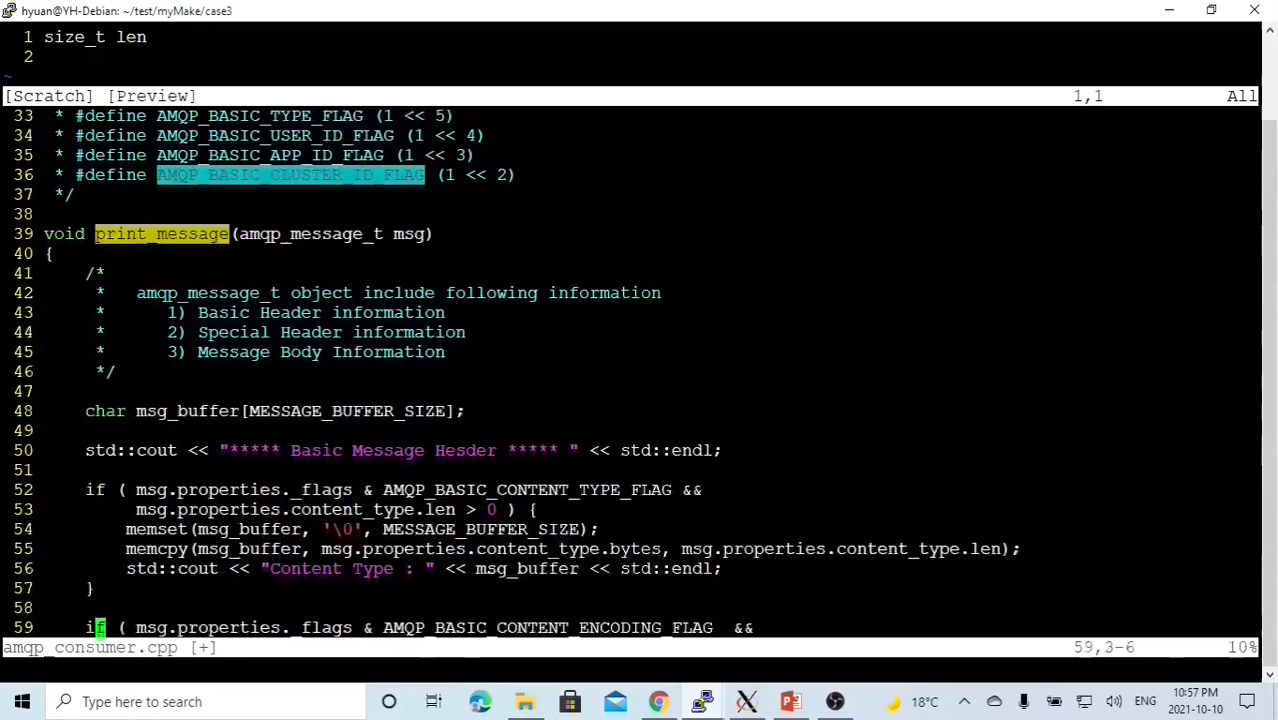 hyuan@YH-Debian: ~/test/myMake/case3
1 size_t len
2
~
[Scratch] [Preview] 1,1 All
33 * #define AMQP_BASIC_TYPE_FLAG (1 << 5)
34 * #define AMQP_BASIC_USER_ID_FLAG (1 << 4)
35 * #define AMQP_BASIC_APP_ID_FLAG (1 << 3)
36 * #define AMQP_BASIC_CLUSTER_ID_FLAG (1 << 2)
37 */
38
39 void print_message(amqp_message_t msg)
40 {
41 /*
42 * amqp_message_t object include following information
43 * 1) Basic Header information
44 * 2) Special Header information
45 * 3) Message Body Information
46 */
47
48 char msg_buffer[MESSAGE_BUFFER_SIZE];
49
50 std::cout << "***** Basic Message Hesder ***** " << std::endl;
51
52 if ( msg.properties._flags & AMQP_BASIC_CONTENT_TYPE_FLAG &&
53 msg.properties.content_type.len > 0 ) {
54 memset(msg_buffer, '\0', MESSAGE_BUFFER_SIZE);
55 memcpy(msg_buffer, msg.properties.content_type.bytes, msg.properties.content_type.len);
56 std::cout << "Content Type : " << msg_buffer << std::endl;
57 }
58
59 if ( msg.properties._flags & AMQP_BASIC_CONTENT_ENCODING_FLAG &&
amqp_consumer.cpp [+] 59,3-6 10%
Type here to search 18°C ENG 10:57 PM
2021-10-10